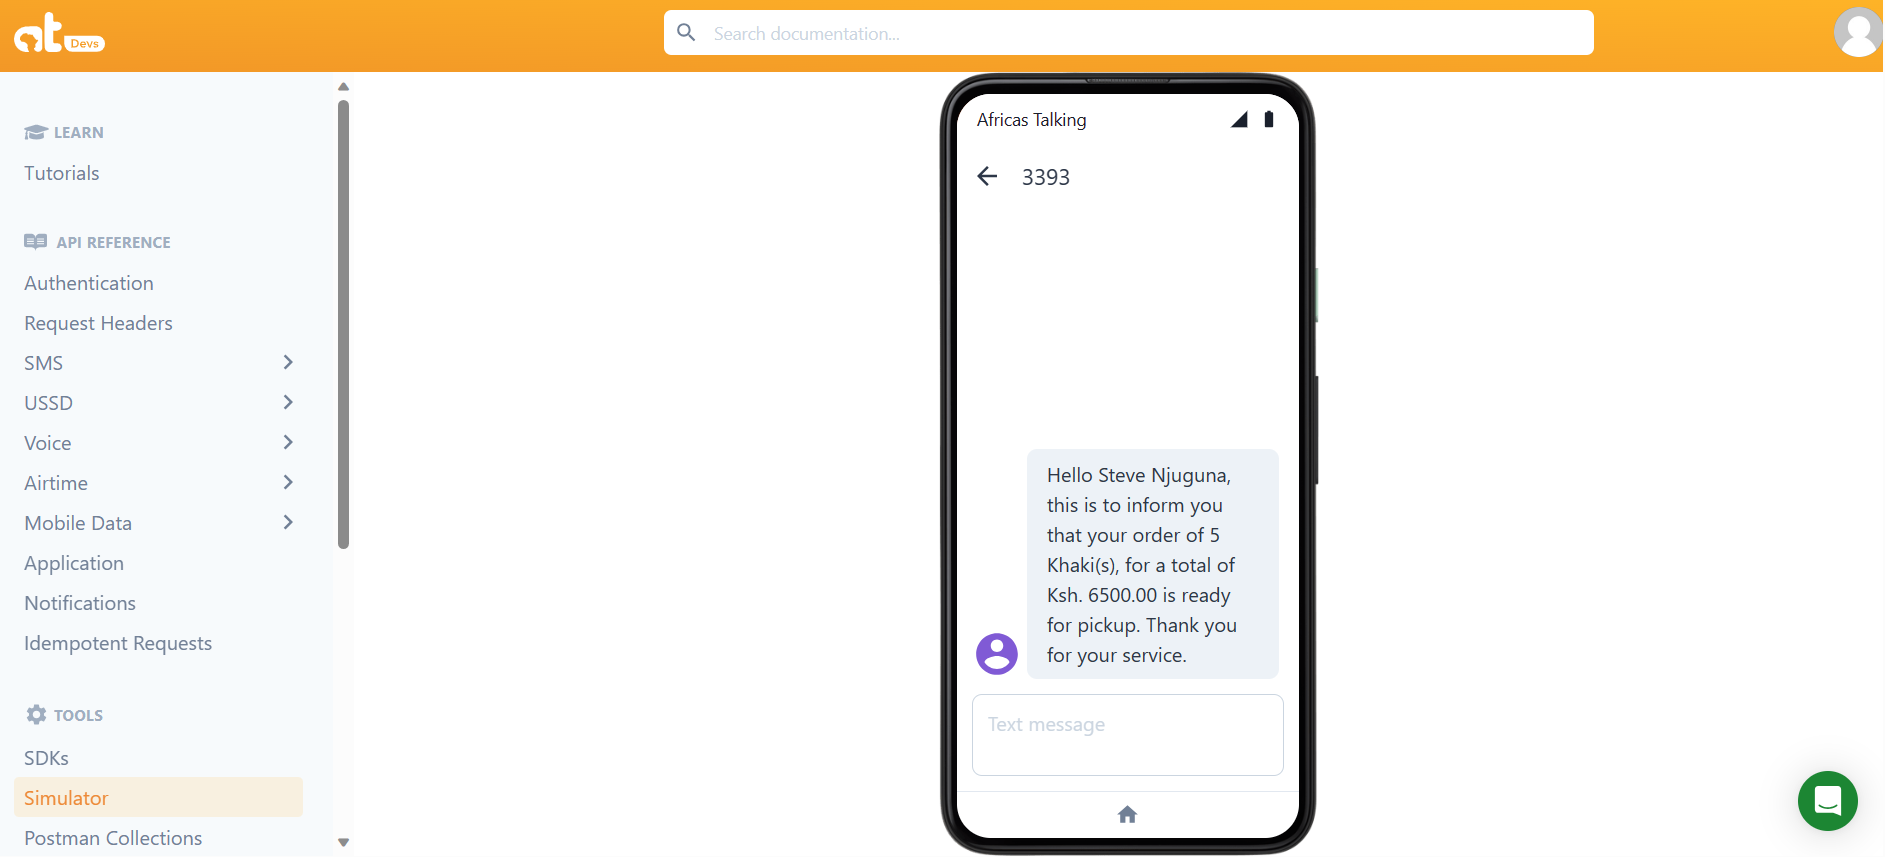 at Devs
Search documentation...
LEARN
Tutorials
API REFERENCE
Authentication
Request Headers
SMS
USSD
Voice
Airtime
Mobile Data
Application
Notifications
Idempotent Requests
TOOLS
SDKs
Simulator
Postman Collections
Africas Talking
3393
Hello Steve Njuguna,
this is to inform you
that your order of 5
Khaki(s), for a total of
Ksh. 6500.00 is ready
for pickup. Thank you
for your service.
Text message